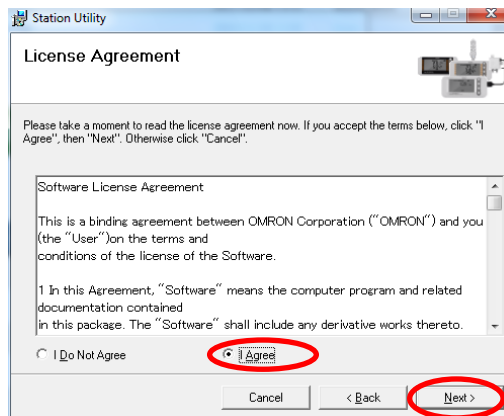 Station Utility
License Agreement
Please take a moment to read the license agreement now. If you accept the terms below, click "I
Agree", then "Next". Otherwise click "Cancel".
Software License Agreement
This is a binding agreement between OMRON Corporation ("OMRON") and you
(the "User")on the terms and
conditions of the license of the Software.
1 In this Agreement, "Software" means the computer program and related
documentation contained
in this package. The "Software" shall include any derivative works thereto.
I Do Not Agree
I Agree
Cancel
< Back
Next >